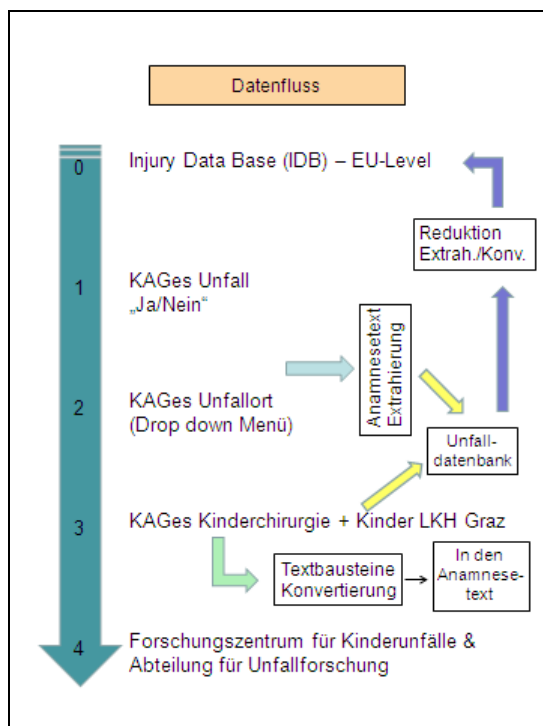 Datenfluss
0
Injury Data Base (IDB) – EU-Level
Reduktion
Extrah./Konv.
1
KAGes Unfall
„Ja/Nein“
Anamnesetext
Extrahierung
2
KAGes Unfallort
(Drop down Menü)
Unfall-
datenbank
3
KAGes Kinderchirurgie + Kinder LKH Graz
Textbausteine
Konvertierung
In den
Anamnese-
text
4
Forschungszentrum für Kinderunfälle &
Abteilung für Unfallforschung